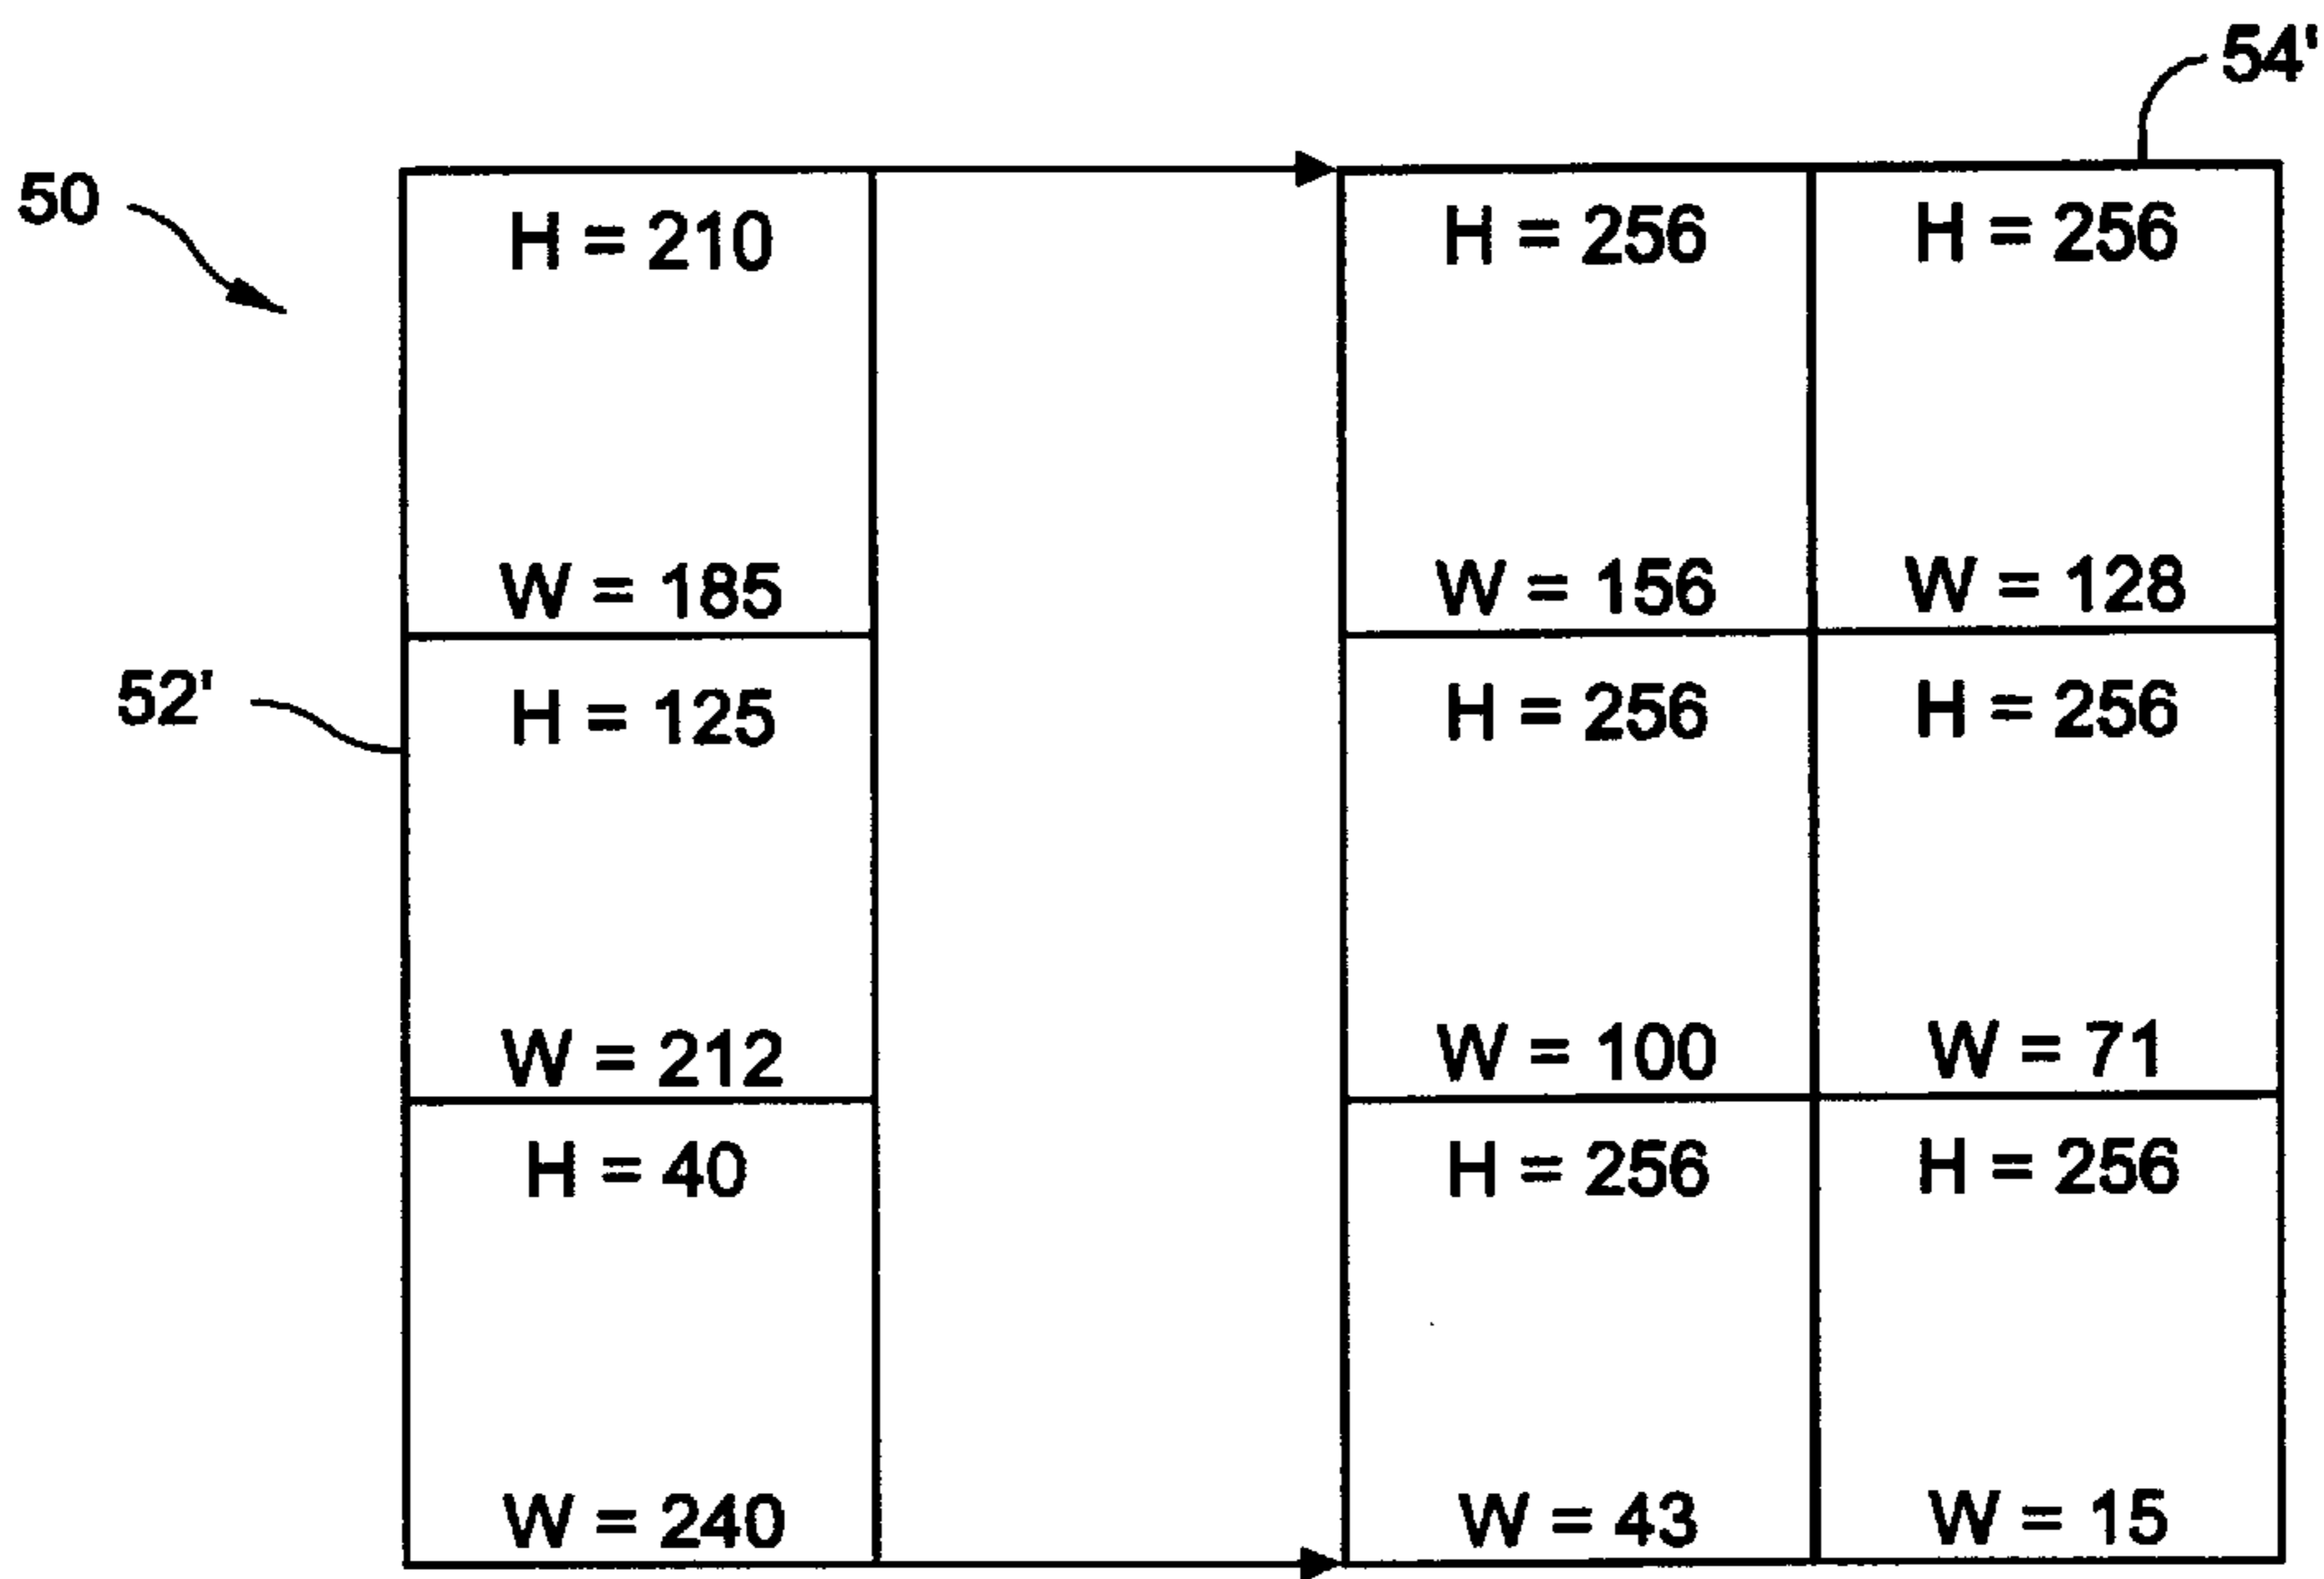 54'
50
H = 210
H = 256
H = 256
W = 185
W = 156
W = 128
52'
H = 125
H = 256
H = 256
W = 212
W = 100
W = 71
H = 40
H = 256
H = 256
W = 240
W = 43
W = 15